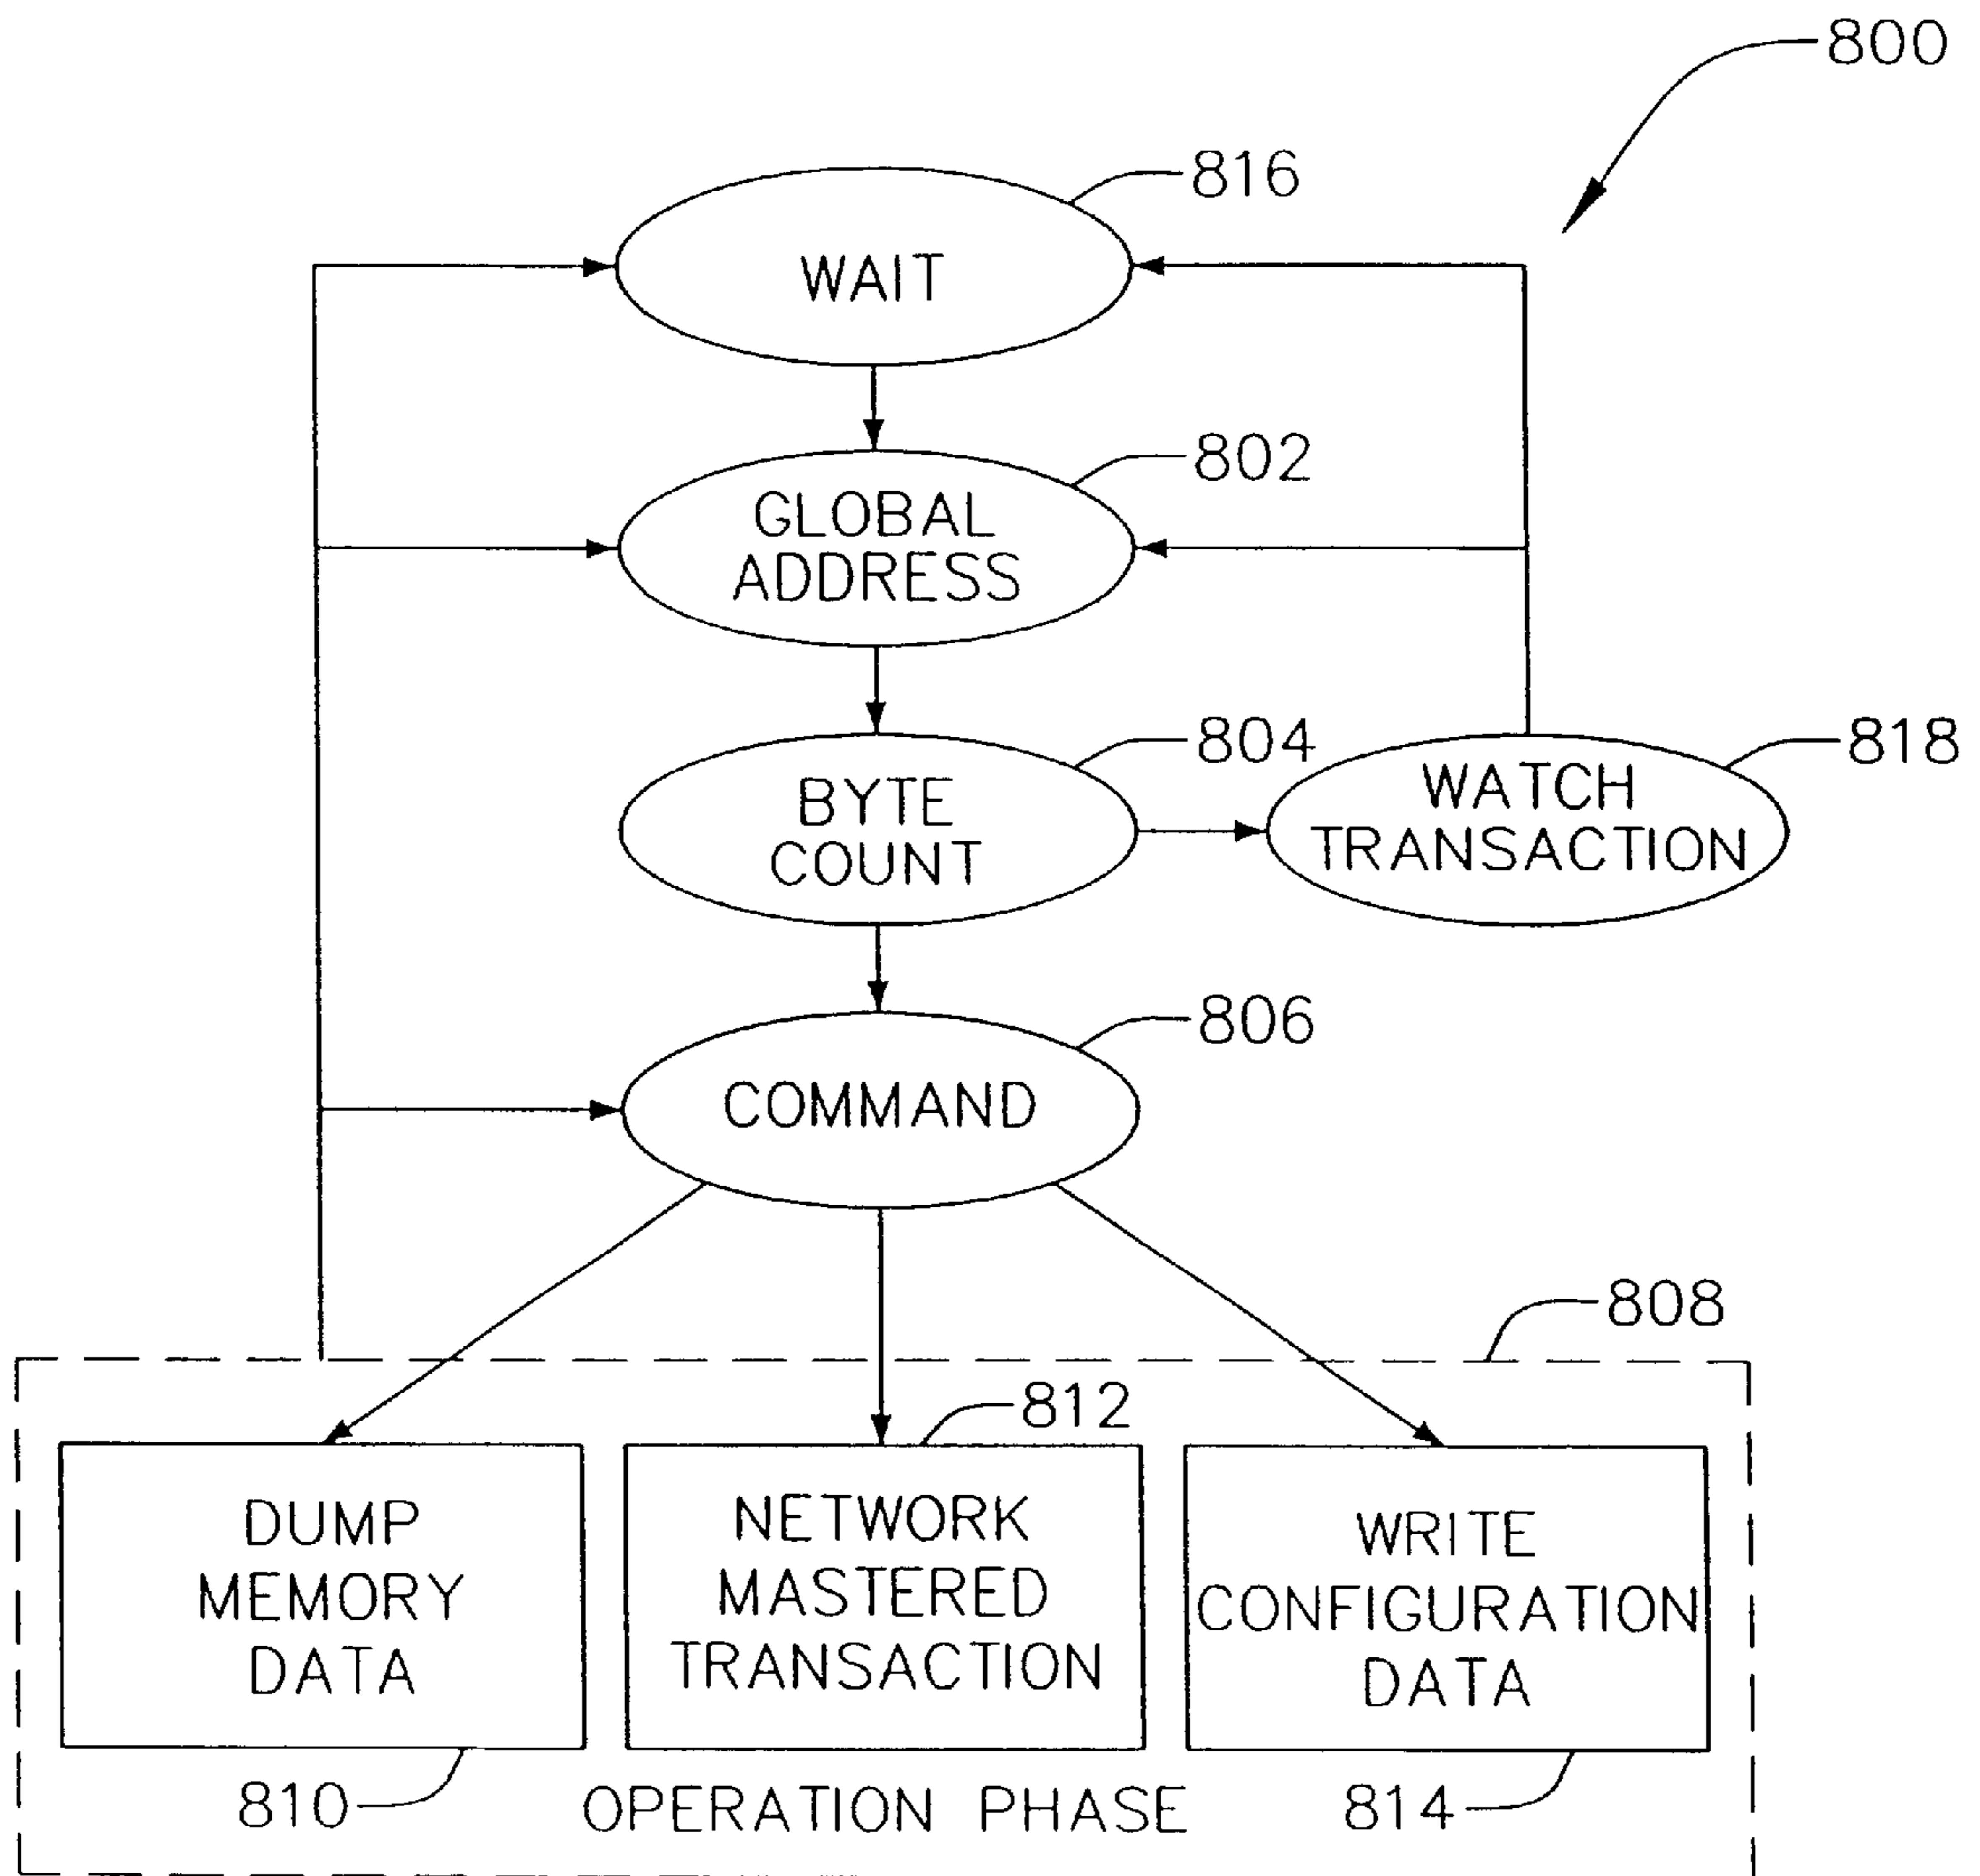 800
816
WAIT
802
GLOBAL
ADDRESS
804
BYTE
COUNT
818
WATCH
TRANSACTION
806
COMMAND
808
812
DUMP
MEMORY
DATA
NETWORK
MASTERED
TRANSACTION
WRITE
CONFIGURATION
DATA
810
OPERATION PHASE
814